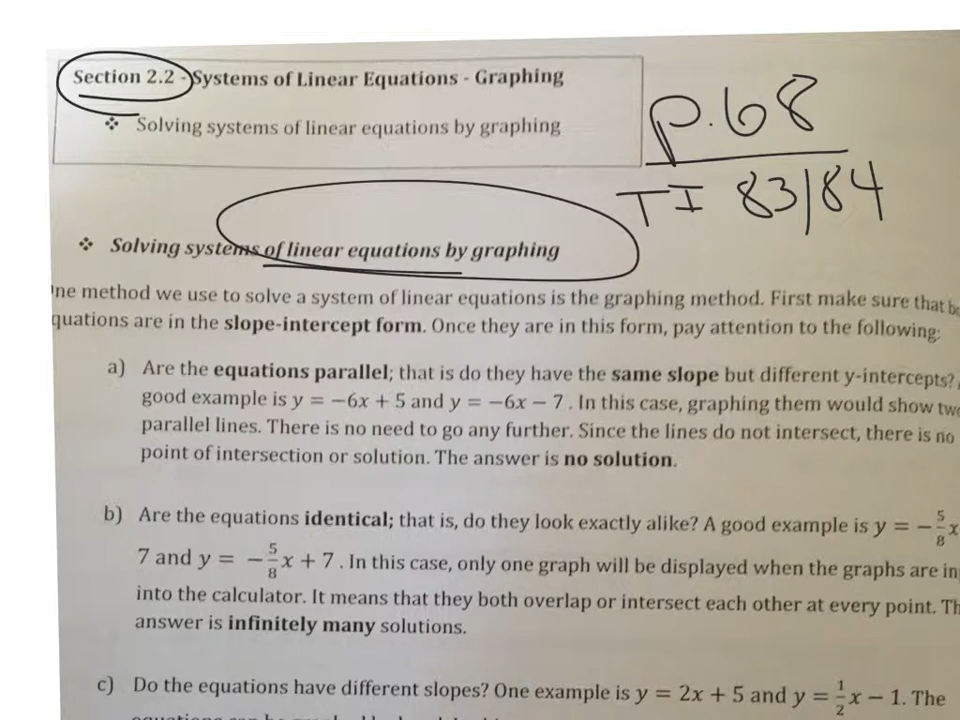 Section 2.2 - Systems of Linear Equations - Graphing
❖ Solving systems of linear equations by graphing
p.68
TI 83/84
❖ Solving systems of linear equations by graphing
ne method we use to solve a system of linear equations is the graphing method. First make sure that
quations are in the slope-intercept form. Once they are in this form, pay attention to the following:
a) Are the equations parallel; that is do they have the same slope but different y-intercepts?
good example is y = −6x + 5 and y = −6x − 7 . In this case, graphing them would show two
parallel lines. There is no need to go any further. Since the lines do not intersect, there is no
point of intersection or solution. The answer is no solution.
b) Are the equations identical; that is, do they look exactly alike? A good example is y = −5/8x
7 and y = −5/8x + 7 . In this case, only one graph will be displayed when the graphs are in
into the calculator. It means that they both overlap or intersect each other at every point. Th
answer is infinitely many solutions.
c) Do the equations have different slopes? One example is y = 2x + 5 and y = 1/2x − 1. The